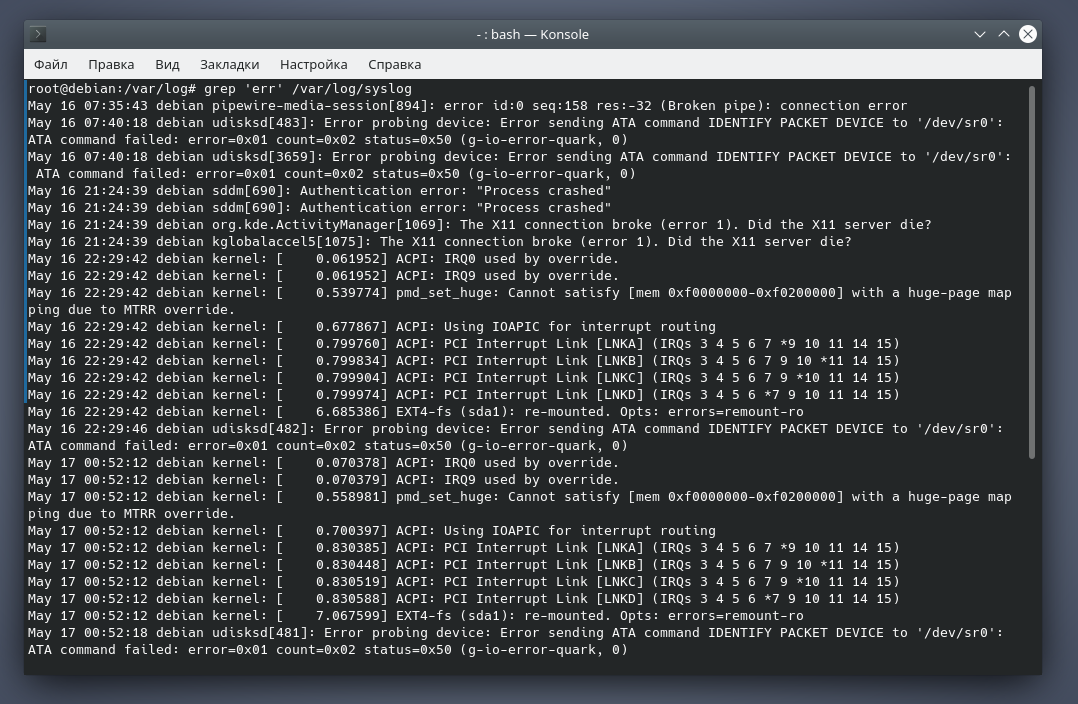 - : bash — Konsole
Файл Правка Вид Закладки Настройка Справка
root@debian:/var/log# grep 'err' /var/log/syslog
May 16 07:35:43 debian pipewire-media-session[894]: error id:0 seq:158 res:-32 (Broken pipe): connection error
May 16 07:40:18 debian udisksd[483]: Error probing device: Error sending ATA command IDENTIFY PACKET DEVICE to '/dev/sr0':
ATA command failed: error=0x01 count=0x02 status=0x50 (g-io-error-quark, 0)
May 16 07:40:18 debian udisksd[3659]: Error probing device: Error sending ATA command IDENTIFY PACKET DEVICE to '/dev/sr0':
 ATA command failed: error=0x01 count=0x02 status=0x50 (g-io-error-quark, 0)
May 16 21:24:39 debian sddm[690]: Authentication error: "Process crashed"
May 16 21:24:39 debian sddm[690]: Authentication error: "Process crashed"
May 16 21:24:39 debian org.kde.ActivityManager[1069]: The X11 connection broke (error 1). Did the X11 server die?
May 16 21:24:39 debian kglobalaccel5[1075]: The X11 connection broke (error 1). Did the X11 server die?
May 16 22:29:42 debian kernel: [    0.061952] ACPI: IRQ0 used by override.
May 16 22:29:42 debian kernel: [    0.061952] ACPI: IRQ9 used by override.
May 16 22:29:42 debian kernel: [    0.539774] pmd_set_huge: Cannot satisfy [mem 0xf0000000-0xf0200000] with a huge-page map
ping due to MTRR override.
May 16 22:29:42 debian kernel: [    0.677867] ACPI: Using IOAPIC for interrupt routing
May 16 22:29:42 debian kernel: [    0.799760] ACPI: PCI Interrupt Link [LNKA] (IRQs 3 4 5 6 7 *9 10 11 14 15)
May 16 22:29:42 debian kernel: [    0.799834] ACPI: PCI Interrupt Link [LNKB] (IRQs 3 4 5 6 7 9 10 *11 14 15)
May 16 22:29:42 debian kernel: [    0.799904] ACPI: PCI Interrupt Link [LNKC] (IRQs 3 4 5 6 7 9 *10 11 14 15)
May 16 22:29:42 debian kernel: [    0.799974] ACPI: PCI Interrupt Link [LNKD] (IRQs 3 4 5 6 *7 9 10 11 14 15)
May 16 22:29:42 debian kernel: [    6.685386] EXT4-fs (sda1): re-mounted. Opts: errors=remount-ro
May 16 22:29:46 debian udisksd[482]: Error probing device: Error sending ATA command IDENTIFY PACKET DEVICE to '/dev/sr0':
ATA command failed: error=0x01 count=0x02 status=0x50 (g-io-error-quark, 0)
May 17 00:52:12 debian kernel: [    0.070378] ACPI: IRQ0 used by override.
May 17 00:52:12 debian kernel: [    0.070379] ACPI: IRQ9 used by override.
May 17 00:52:12 debian kernel: [    0.558981] pmd_set_huge: Cannot satisfy [mem 0xf0000000-0xf0200000] with a huge-page map
ping due to MTRR override.
May 17 00:52:12 debian kernel: [    0.700397] ACPI: Using IOAPIC for interrupt routing
May 17 00:52:12 debian kernel: [    0.830385] ACPI: PCI Interrupt Link [LNKA] (IRQs 3 4 5 6 7 *9 10 11 14 15)
May 17 00:52:12 debian kernel: [    0.830448] ACPI: PCI Interrupt Link [LNKB] (IRQs 3 4 5 6 7 9 10 *11 14 15)
May 17 00:52:12 debian kernel: [    0.830519] ACPI: PCI Interrupt Link [LNKC] (IRQs 3 4 5 6 7 9 *10 11 14 15)
May 17 00:52:12 debian kernel: [    0.830588] ACPI: PCI Interrupt Link [LNKD] (IRQs 3 4 5 6 *7 9 10 11 14 15)
May 17 00:52:12 debian kernel: [    7.067599] EXT4-fs (sda1): re-mounted. Opts: errors=remount-ro
May 17 00:52:18 debian udisksd[481]: Error probing device: Error sending ATA command IDENTIFY PACKET DEVICE to '/dev/sr0':
ATA command failed: error=0x01 count=0x02 status=0x50 (g-io-error-quark, 0)